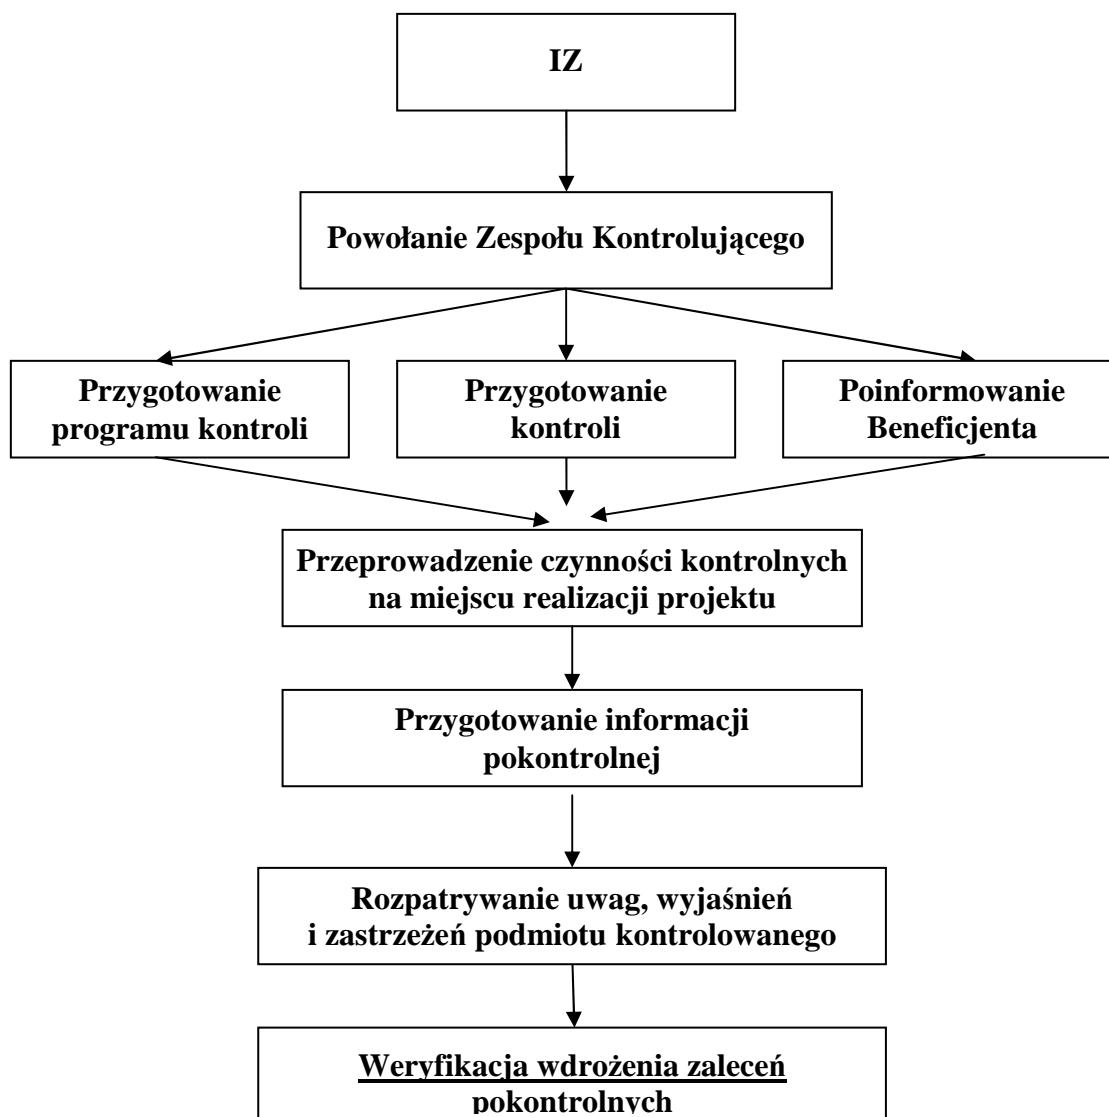 IZ
Powołanie Zespołu Kontrolującego
Przygotowanie
programu kontroli
Przygotowanie
kontroli
Poinformowanie
Beneficjenta
Przeprowadzenie czynności kontrolnych
na miejscu realizacji projektu
Przygotowanie informacji
pokontrolnej
Rozpatrywanie uwag, wyjaśnień
i zastrzeżeń podmiotu kontrolowanego
Weryfikacja wdrożenia zaleceń
pokontrolnych